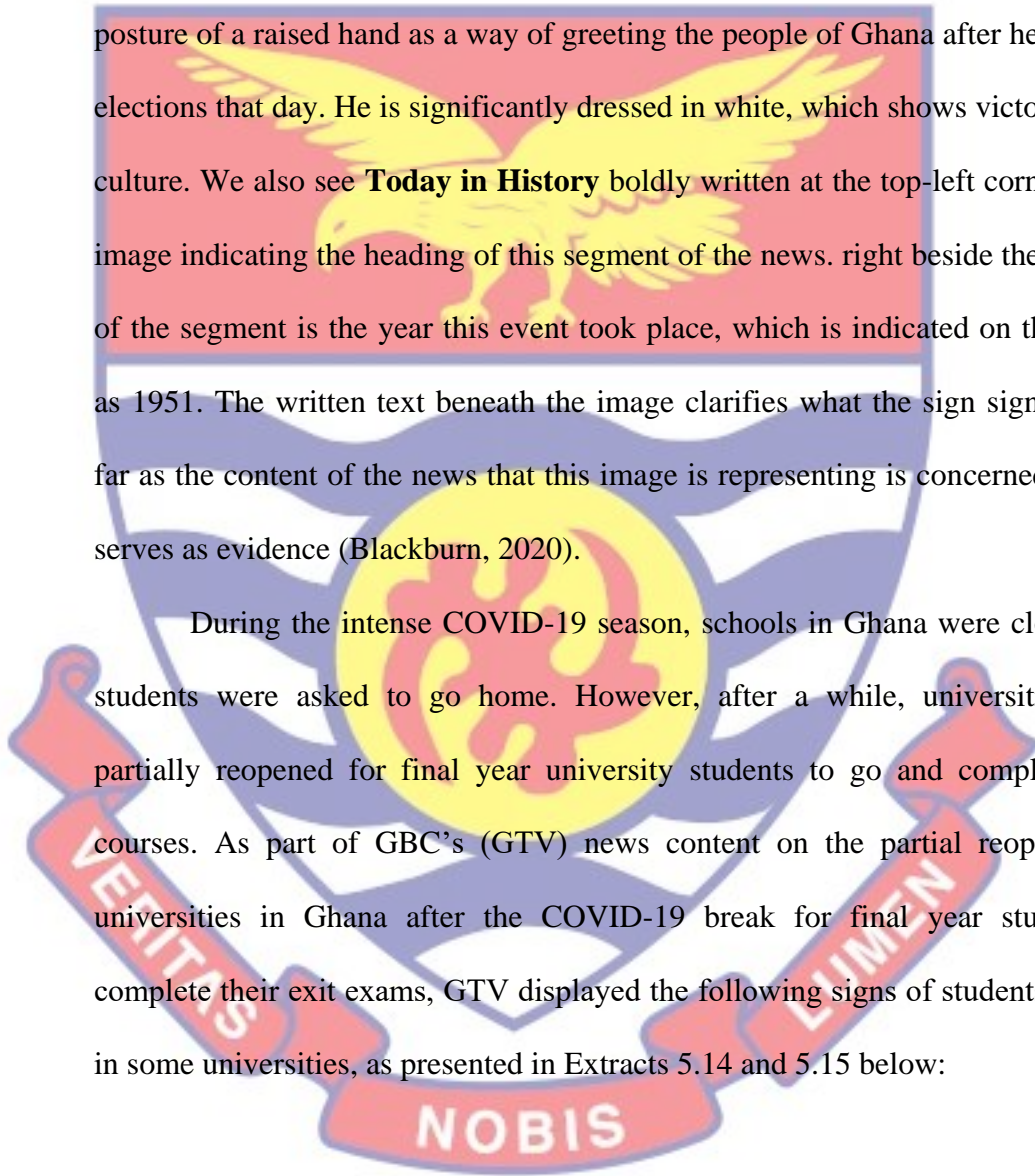 posture of a raised hand as a way of greeting the people of Ghana after he
elections that day. He is significantly dressed in white, which shows victo
culture. We also see Today in History boldly written at the top-left corn
image indicating the heading of this segment of the news. right beside the
of the segment is the year this event took place, which is indicated on th
as 1951. The written text beneath the image clarifies what the sign sign
far as the content of the news that this image is representing is concerned
serves as evidence (Blackburn, 2020).
During the intense COVID-19 season, schools in Ghana were cl
students were asked to go home. However, after a while, universit
partially reopened for final year university students to go and compl
courses. As part of GBC’s (GTV) news content on the partial reop
universities in Ghana after the COVID-19 break for final year stu
complete their exit exams, GTV displayed the following signs of student
in some universities, as presented in Extracts 5.14 and 5.15 below:
VERITAS
NOBIS
LUMEN